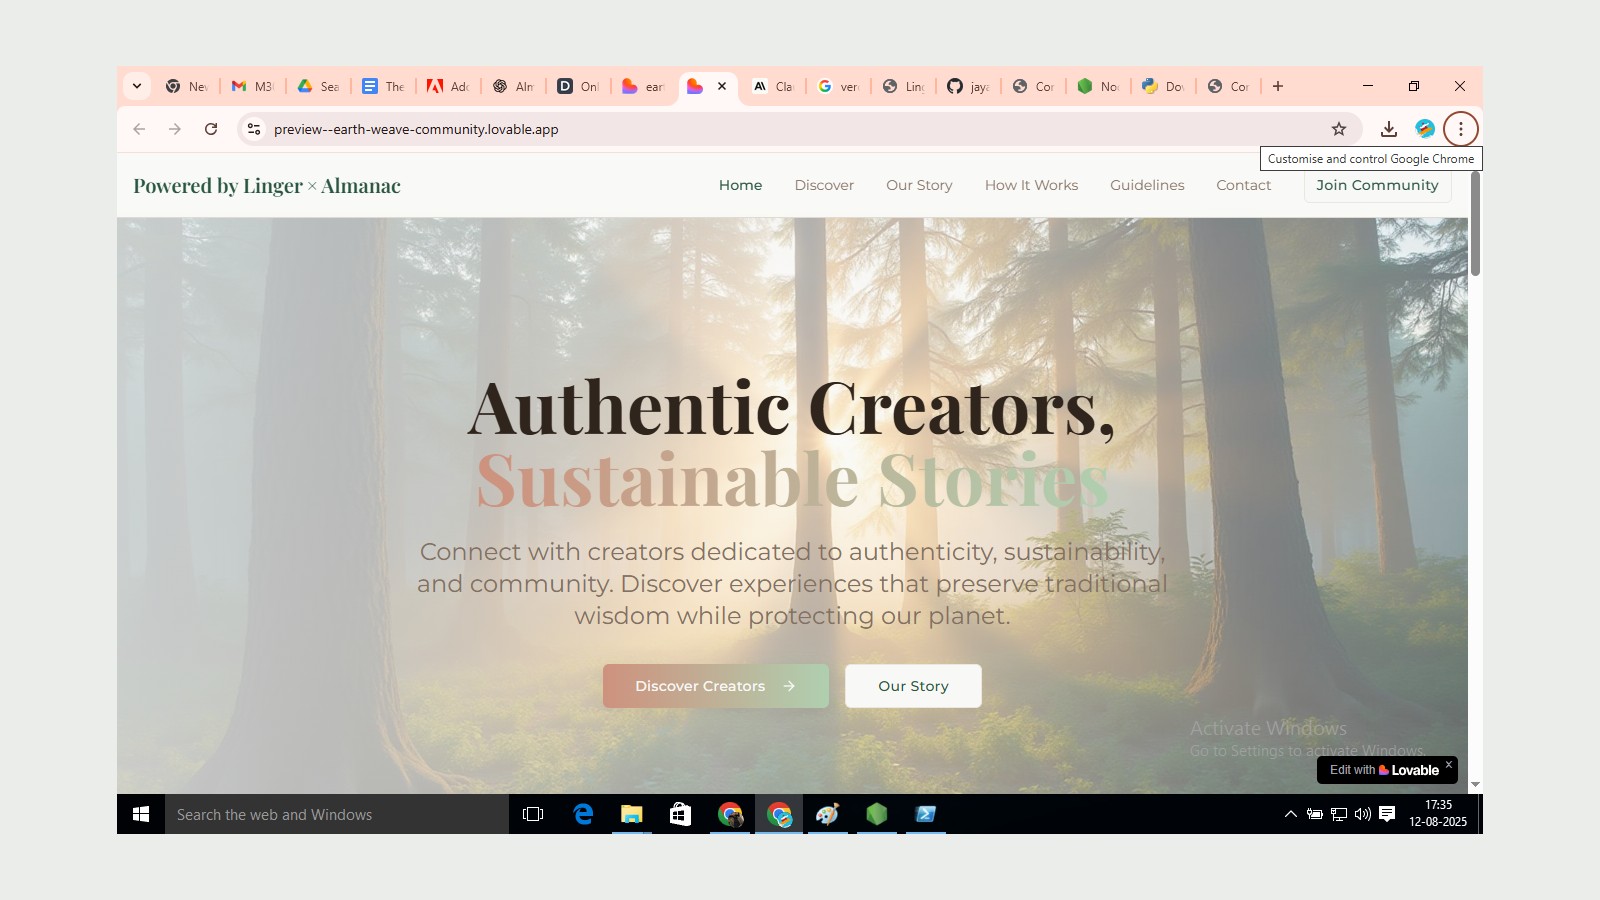 Nev
M3
Sea
The
Ado
Alm
Onl
eart
Cla
ver
Ling
jaya
Cor
No
Dov
Cor
preview--earth-weave-community.lovable.app
Customise and control Google Chrome
Powered by Linger × Almanac
Home
Discover
Our Story
How It Works
Guidelines
Contact
Join Community
Authentic Creators,
Sustainable Stories
Connect with creators dedicated to authenticity, sustainability,
and community. Discover experiences that preserve traditional
wisdom while protecting our planet.
Discover Creators →
Our Story
Activate Windows
Go to Settings to activate Windows.
Edit with Lovable x
Search the web and Windows
17:35
12-08-2025